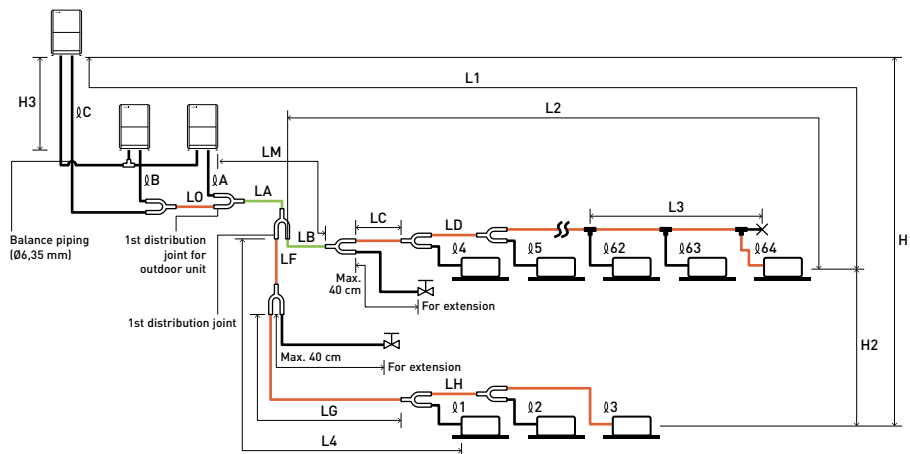 L1
H3
ℓC
L2
LM
ℓB
ℓA
LA
LO
LC
LD
L3
H
Balance piping
(Ø6,35 mm)
1st distribution
joint for
outdoor unit
LB
LF
ℓ4
ℓ5
ℓ62
ℓ63
ℓ64
Max.
40 cm
For extension
1st distribution joint
H2
Max. 40 cm
For extension
LH
LG
ℓ1
ℓ2
ℓ3
L4